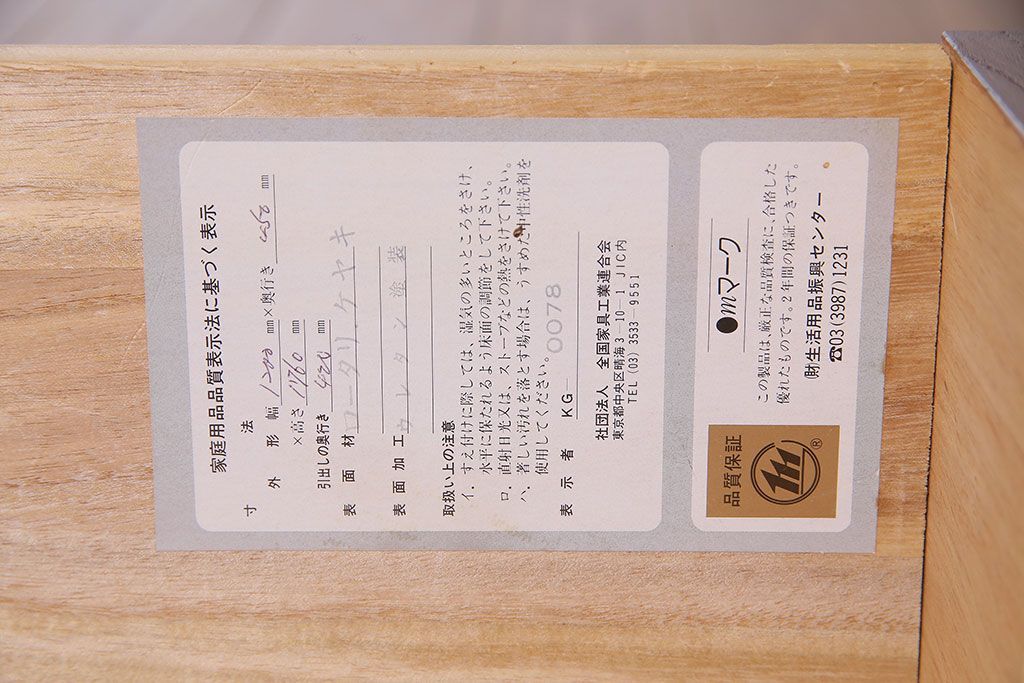 家庭用品品質表示法に基づく表示
寸法
外形 幅 1200 mm×奥行き 450 mm
×高さ 1760 mm
引出しの奥行き 420 mm
表面材 ロータリ.ケヤキ
表面加工 ウレタン塗装
取扱い上の注意
イ. すえ付けに際しては、湿気の多いところをさけ、
水平に保たれるよう床面の調節をして下さい。
ロ. 直射日光又は、ストーブなどの熱をさけて下さい。
ハ. 著しい汚れを落とす場合は、うすめた中性洗剤を
使用してください。
00078
表示者 KG—
社団法人 全国家具工業連合会
東京都中央区晴海3-10-1 JIC内
TEL (03) 3533-9551
品質保証
®
●mマーク
この製品は、厳正な品質検査に、合格した
優れたものです。2年間の保証つきです。
(財)生活用品振興センター
☎03(3987)1231